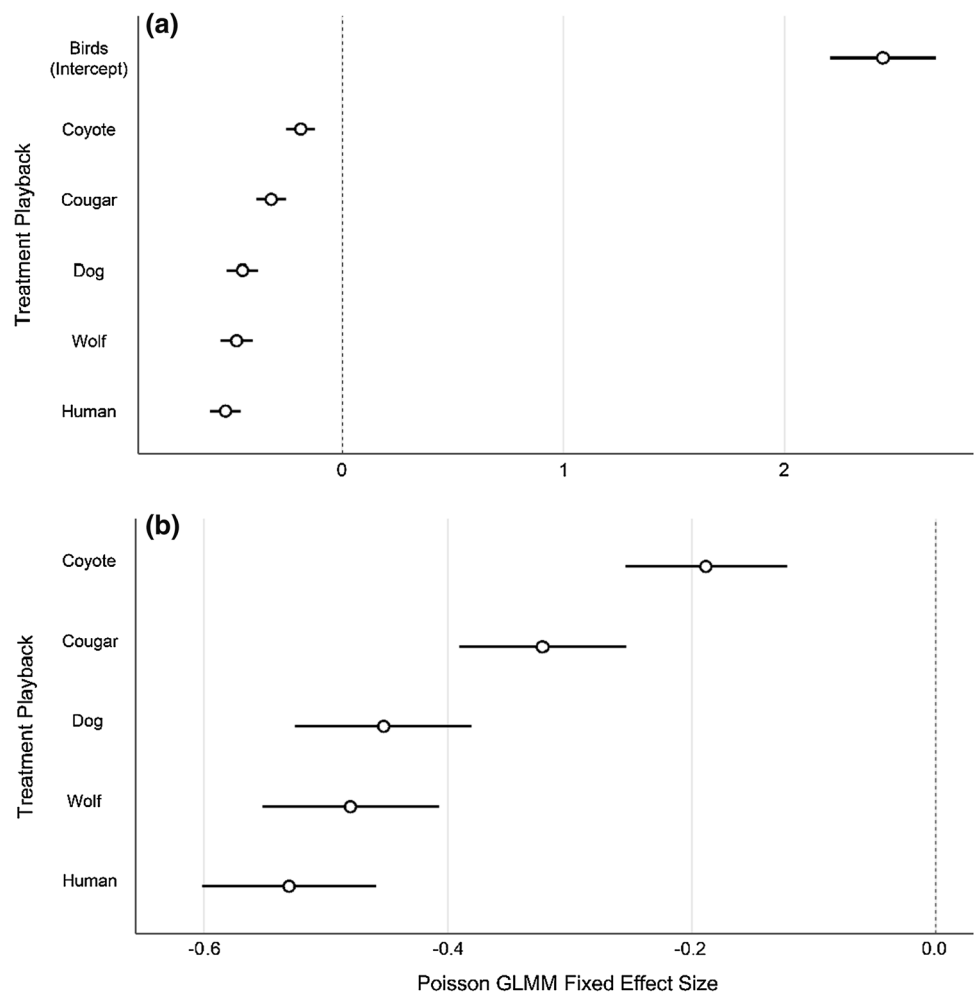 (a)
Birds
(Intercept)
Coyote
Cougar
Dog
Wolf
Human
Treatment Playback
0 1 2
(b)
Coyote
Cougar
Dog
Wolf
Human
Treatment Playback
-0.6 -0.4 -0.2 0.0
Poisson GLMM Fixed Effect Size